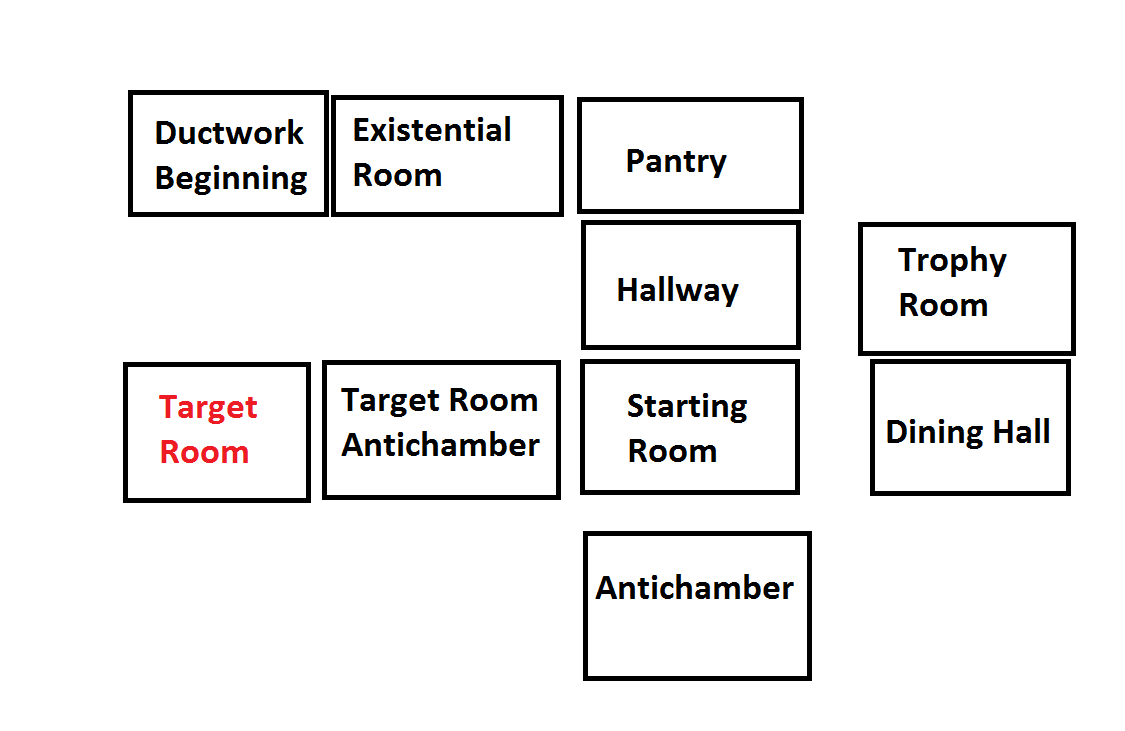 Ductwork
Beginning
Existential
Room
Pantry
Hallway
Trophy
Room
Target
Room
Target Room
Antichamber
Starting
Room
Dining Hall
Antichamber